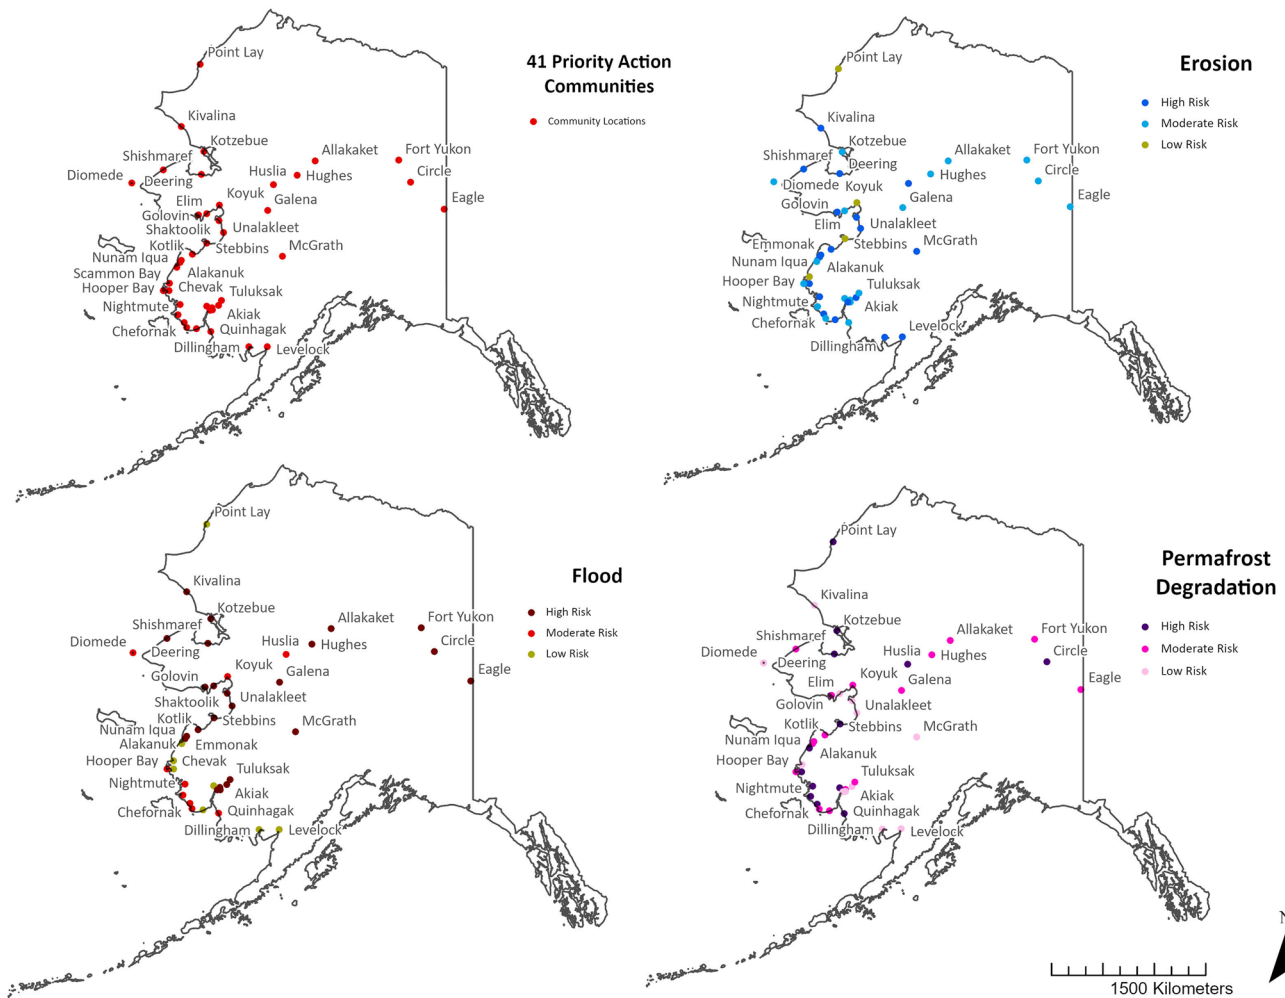 41 Priority Action
Communities
Community Locations
Point Lay
Kivalina
Kotzebue
Shishmaref
Allakaket
Fort Yukon
Diomede
Deering
Huslia
Hughes
Circle
Koyuk
Elim
Galena
Eagle
Golovin
Shaktoolik
Unalakleet
Kotlik
Stebbins
McGrath
Nunam Iqua
Scammon Bay
Alakanuk
Hooper Bay
Chevak
Tuluksak
Nightmute
Akiak
Chefornak
Quinhagak
Dillingham
Levelock
Erosion
High Risk
Moderate Risk
Low Risk
Point Lay
Kivalina
Kotzebue
Shishmaref
Deering
Allakaket
Fort Yukon
Diomede
Koyuk
Hughes
Circle
Golovin
Galena
Eagle
Elim
Unalakleet
Emmonak
Stebbins
McGrath
Nunam Iqua
Alakanuk
Hooper Bay
Tuluksak
Nightmute
Akiak
Chefornak
Levelock
Dillingham
Flood
High Risk
Moderate Risk
Low Risk
Point Lay
Kivalina
Kotzebue
Shishmaref
Allakaket
Fort Yukon
Diomede
Deering
Huslia
Hughes
Circle
Koyuk
Golovin
Galena
Eagle
Shaktoolik
Unalakleet
Kotlik
Stebbins
McGrath
Nunam Iqua
Alakanuk
Emmonak
Hooper Bay
Chevak
Tuluksak
Nightmute
Akiak
Chefornak
Quinhagak
Dillingham
Levelock
Permafrost
Degradation
High Risk
Moderate Risk
Low Risk
Point Lay
Kivalina
Kotzebue
Shishmaref
Allakaket
Fort Yukon
Diomede
Deering
Huslia
Hughes
Circle
Koyuk
Elim
Galena
Eagle
Golovin
Unalakleet
Kotlik
Stebbins
McGrath
Nunam Iqua
Alakanuk
Hooper Bay
Tuluksak
Nightmute
Akiak
Chefornak
Quinhagak
Dillingham
Levelock
N
1500 Kilometers